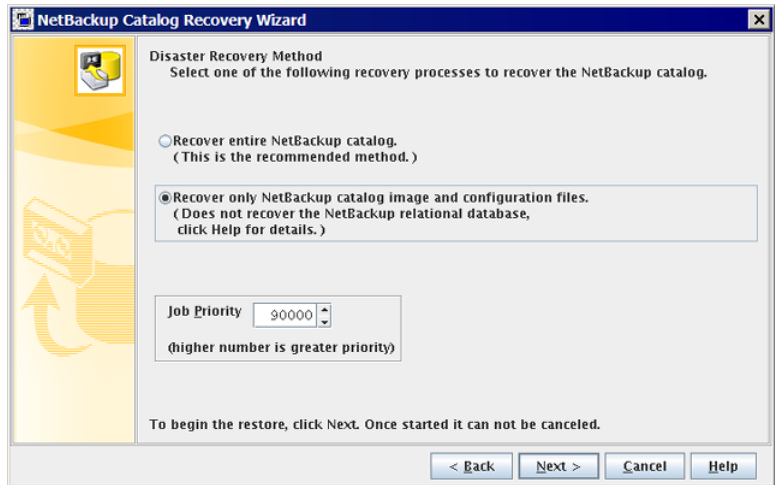 NetBackup Catalog Recovery Wizard
Disaster Recovery Method
Select one of the following recovery processes to recover the NetBackup catalog.
Recover entire NetBackup catalog.
(This is the recommended method.)
Recover only NetBackup catalog image and configuration files.
(Does not recover the NetBackup relational database,
click Help for details.)
Job Priority 90000
(higher number is greater priority)
To begin the restore, click Next. Once started it can not be canceled.
< Back Next > Cancel Help